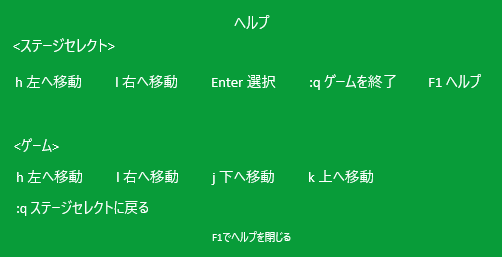 ヘルプ
<ステージセレクト>
h 左へ移動 l 右へ移動 Enter 選択 :q ゲームを終了 F1 ヘルプ
<ゲーム>
h 左へ移動 l 右へ移動 j 下へ移動 k 上へ移動
:q ステージセレクトに戻る
F1でヘルプを閉じる